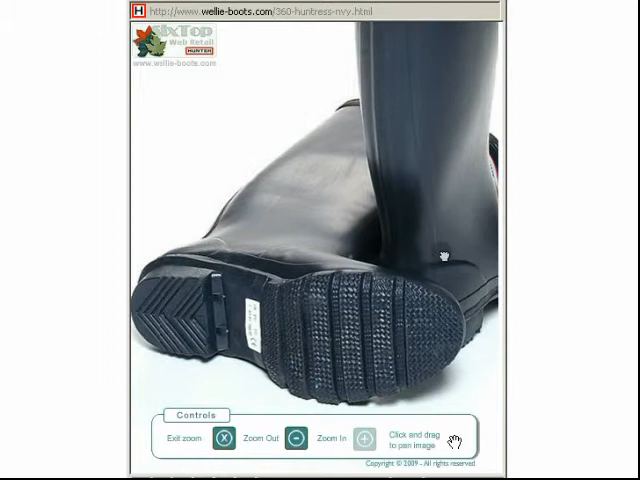 http://www.wellie-boots.com/360-huntress-nvy.html
SixTop
Web Retail
HUNTER
www.wellie-boots.com
Controls
Exit zoom
Zoom Out
Zoom In
Click and drag
to pan image
Copyright © 2009 - All rights reserved